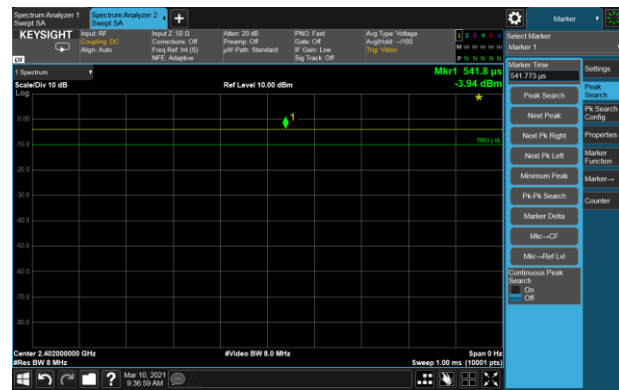 Spectrum Analyzer 1
Swept SA
Spectrum Analyzer 2
Swept SA
Marker
KEYSIGHT
Input: RF
Coupling: DC
Align: Auto
Input Z: 50 Ω
Corrections: Off
Freq Ref: Int (S)
NFE: Adaptive
Atten: 20 dB
Preamp: Off
µW Path: Standard
PNO: Fast
Gate: Off
IF Gain: Low
Sig Track: Off
Avg Type: Voltage
Avg|Hold: --/100
Trig: Video
1 2 3 4 5 6
M W W W W W
P N N N N N
Select Marker
Marker 1
1 Spectrum
Mkr1 541.8 µs
-3.94 dBm
Scale/Div 10 dB
Ref Level 10.00 dBm
Log
1
TRIG LVL
0.00
-10.0
-20.0
-30.0
-40.0
-50.0
-60.0
-70.0
-80.0
Center 2.402000000 GHz
#Res BW 8 MHz
#Video BW 8.0 MHz
Span 0 Hz
Sweep 1.00 ms (10001 pts)
Marker Time
541.773 µs
Peak Search
Next Peak
Next Pk Right
Next Pk Left
Minimum Peak
Pk-Pk Search
Marker Delta
Mkr→CF
Mkr→Ref Lvl
Continuous Peak
Search
On
Off
Settings
Peak
Search
Pk Search
Config
Properties
Marker
Function
Marker→
Counter
Mar 10, 2021
9:36:59 AM